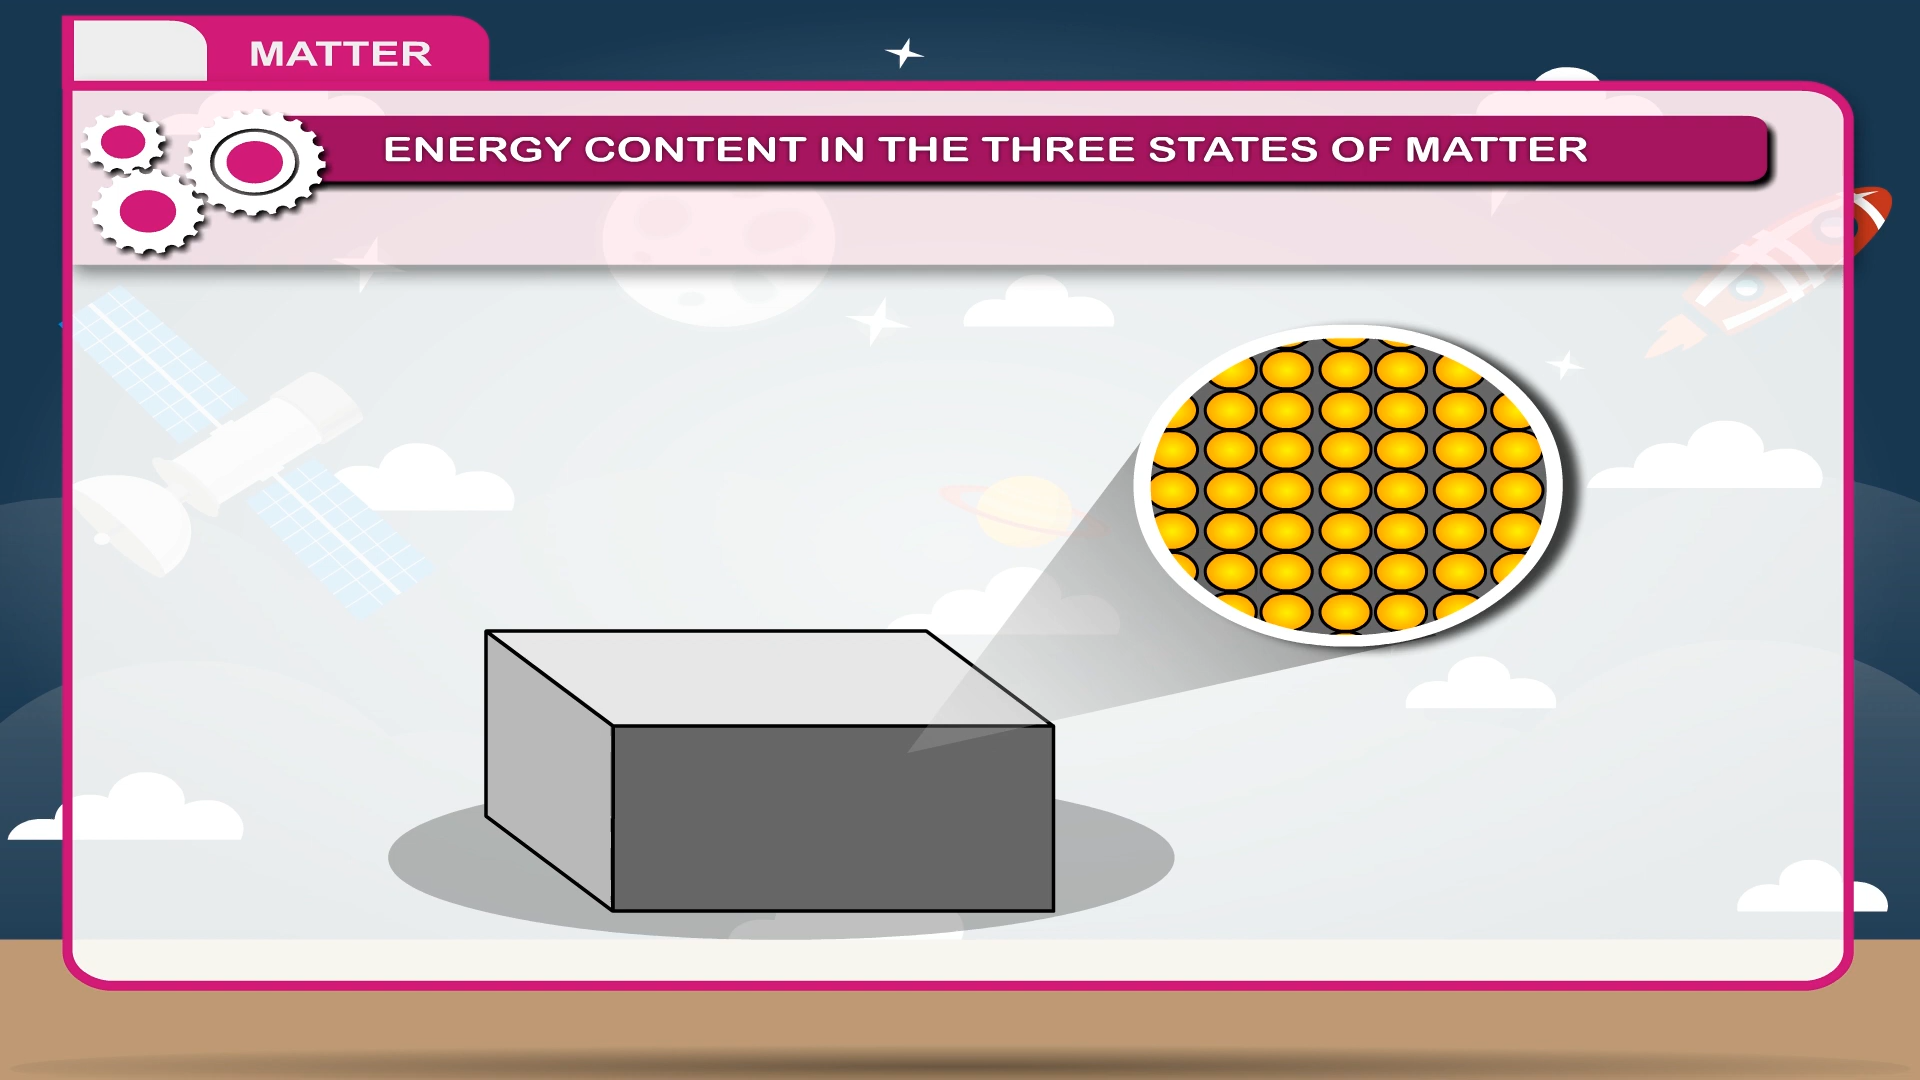 MATTER
ENERGY CONTENT IN THE THREE STATES OF MATTER